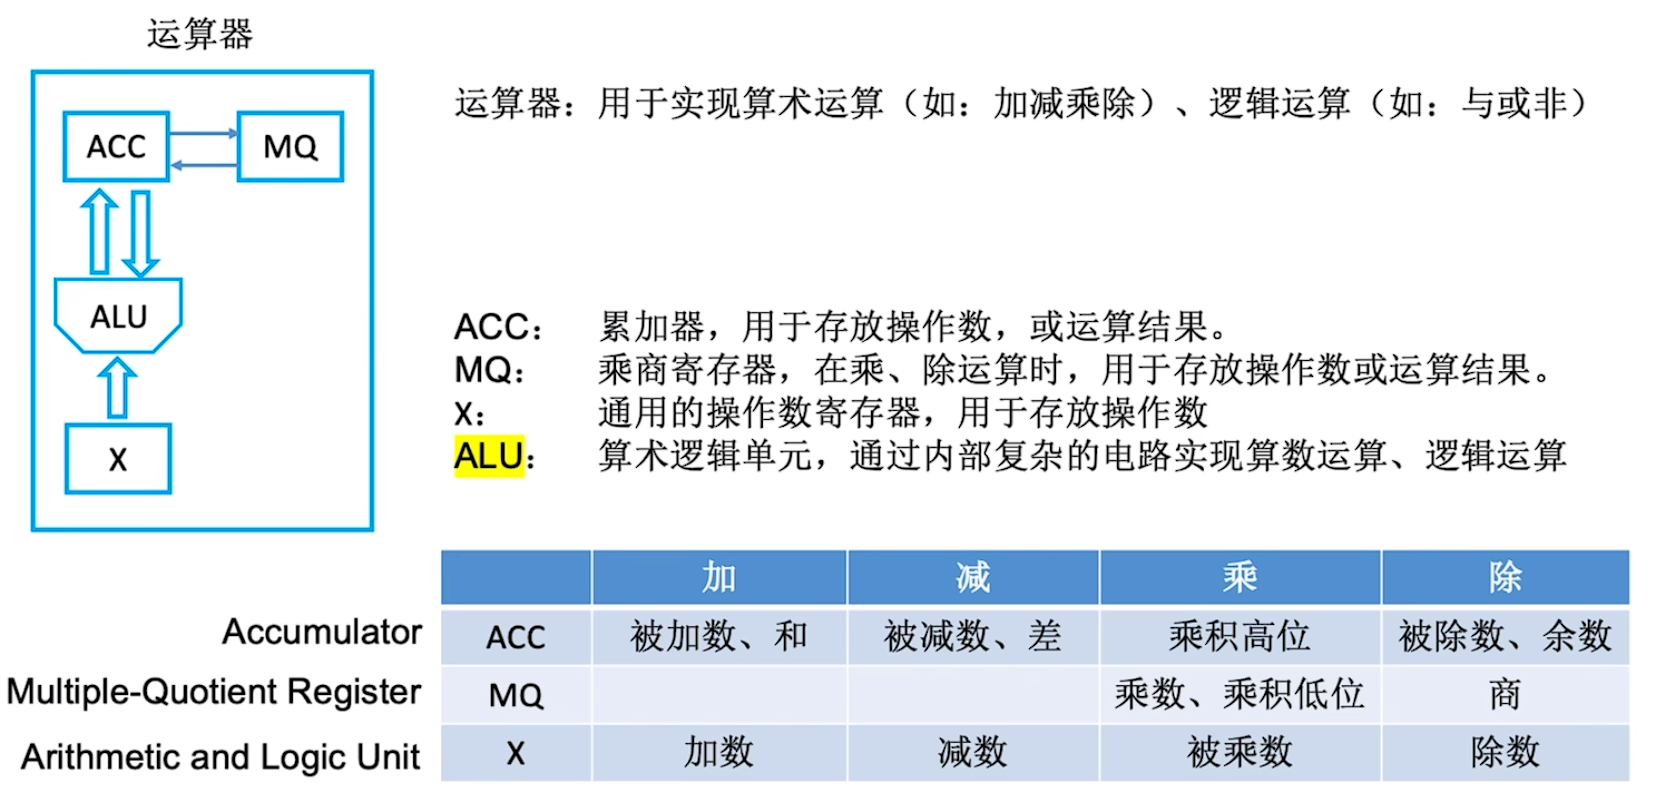 运算器
ACC
MQ
ALU
X
运算器：用于实现算术运算（如：加减乘除）、逻辑运算（如：与或非）
ACC： 累加器，用于存放操作数，或运算结果。
MQ： 乘商寄存器，在乘、除运算时，用于存放操作数或运算结果。
X： 通用的操作数寄存器，用于存放操作数
ALU： 算术逻辑单元，通过内部复杂的电路实现算数运算、逻辑运算
加 减 乘 除
Accumulator ACC 被加数、和 被减数、差 乘积高位 被除数、余数
Multiple-Quotient Register MQ 乘数、乘积低位 商
Arithmetic and Logic Unit X 加数 减数 被乘数 除数